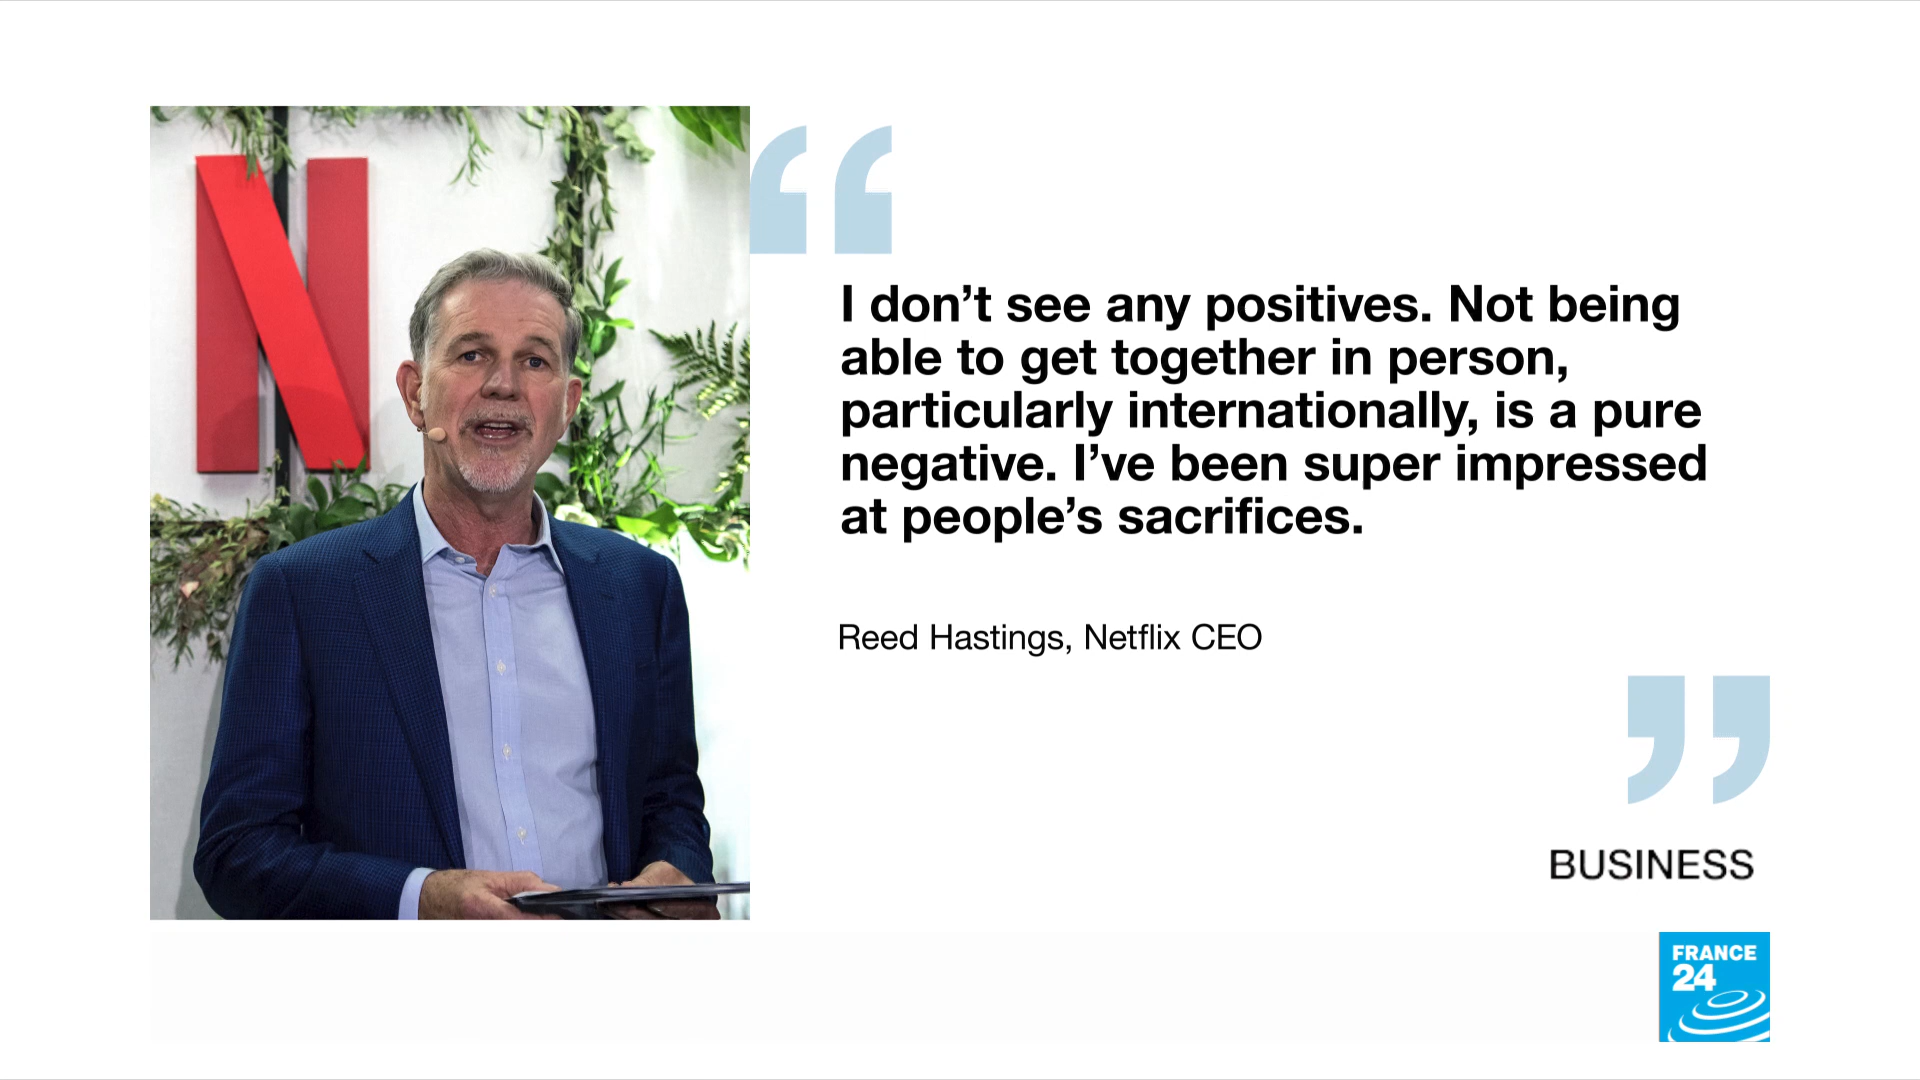 N
I don’t see any positives. Not being
able to get together in person,
particularly internationally, is a pure
negative. I’ve been super impressed
at people’s sacrifices.
Reed Hastings, Netflix CEO
BUSINESS
FRANCE
24